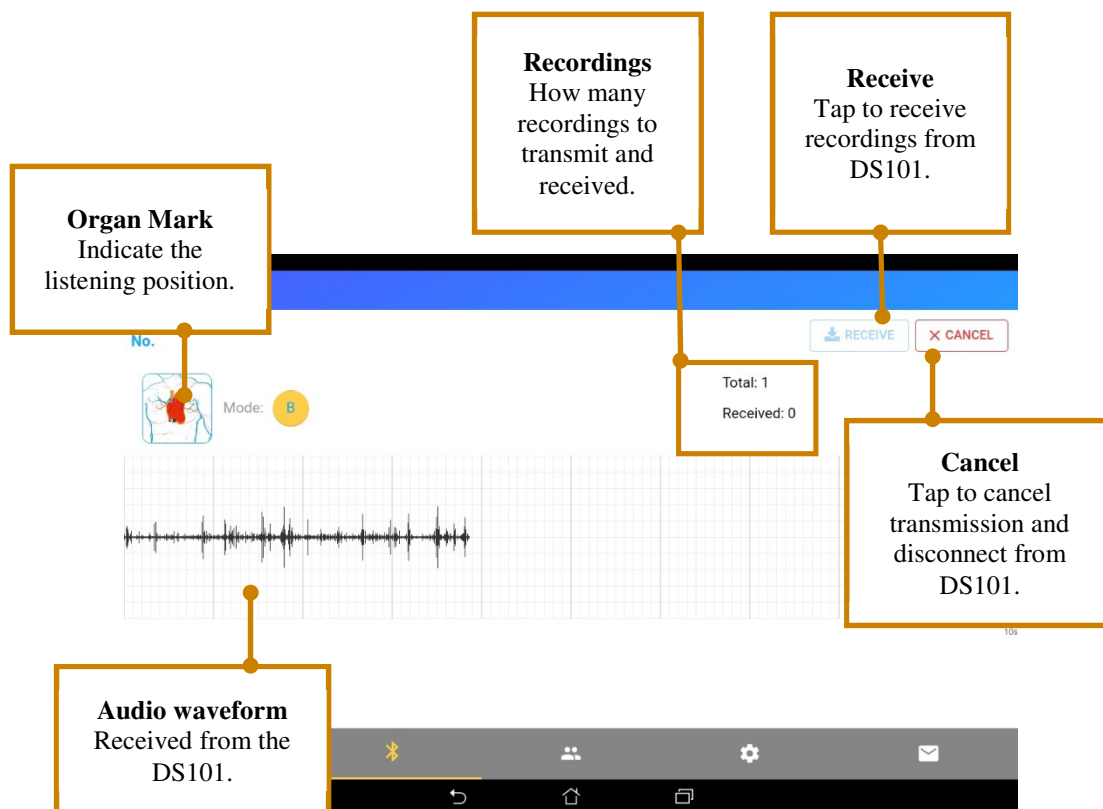 Recordings
How many
recordings to
transmit and
received.
Receive
Tap to receive
recordings from
DS101.
Organ Mark
Indicate the
listening position.
No.
RECEIVE
CANCEL
Mode: B
Total: 1
Received: 0
Cancel
Tap to cancel
transmission and
disconnect from
DS101.
10s
Audio waveform
Received from the
DS101.